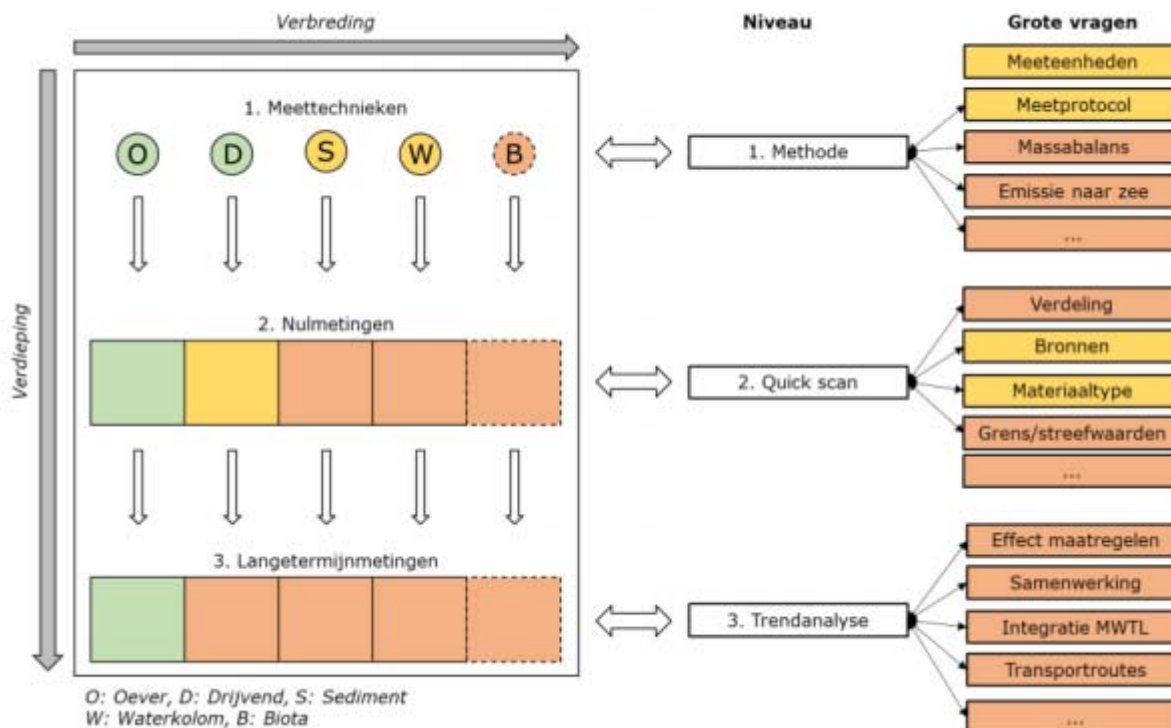 Verbreding
Niveau
Grote vragen
Verdieping
1. Meettechnieken
O D S W B
2. Nulmetingen
3. Langetermijnmetingen
O: Oever, D: Drijvend, S: Sediment
W: Waterkolom, B: Biota
1. Methode
Meeteenheden
Meetprotocol
Massabalans
Emissie naar zee
...
2. Quick scan
Verdeling
Bronnen
Materiaaltype
Grens/streefwaarden
...
3. Trendanalyse
Effect maatregelen
Samenwerking
Integratie MWTL
Transportroutes
...